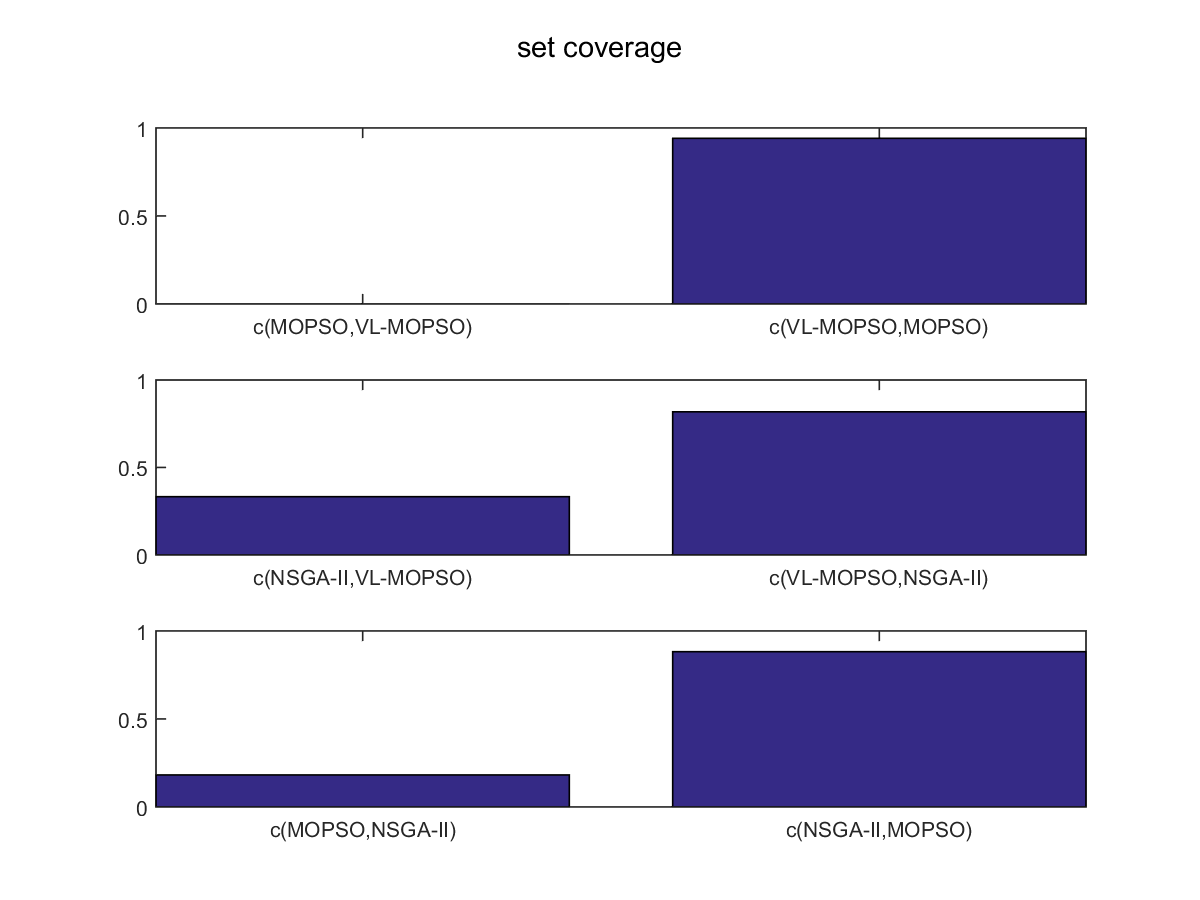 set coverage
1
0.5
0
c(MOPSO,VL-MOPSO) c(VL-MOPSO,MOPSO)
1
0.5
0
c(NSGA-II,VL-MOPSO) c(VL-MOPSO,NSGA-II)
1
0.5
0
c(MOPSO,NSGA-II) c(NSGA-II,MOPSO)